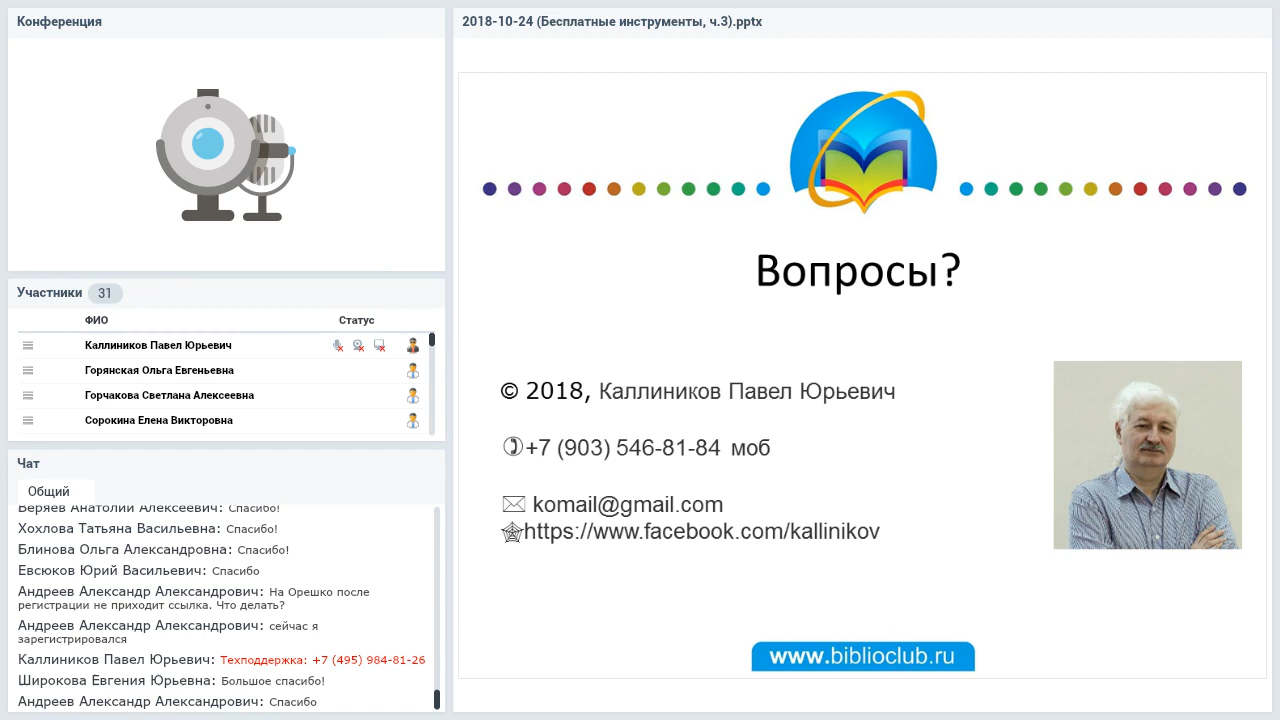 Конференция
Участники 31
ФИО Статус
Каллиников Павел Юрьевич
Горянская Ольга Евгеньевна
Горчакова Светлана Алексеевна
Сорокина Елена Викторовна
Чат
Общий
Веряев Анатолий Алексеевич: Спасибо!
Хохлова Татьяна Васильевна: Спасибо!
Блинова Ольга Александровна: Спасибо!
Евсюков Юрий Васильевич: Спасибо
Андреев Александр Александрович: На Орешко после
регистрации не приходит ссылка. Что делать?
Андреев Александр Александрович: сейчас я
зарегистрировался
Каллиников Павел Юрьевич: Техподдержка: +7 (495) 984-81-26
Широкова Евгения Юрьевна: Большое спасибо!
Андреев Александр Александрович: Спасибо
2018-10-24 (Бесплатные инструменты, ч.3).pptx
Вопросы?
© 2018, Каллиников Павел Юрьевич
✆+7 (903) 546-81-84 моб
komail@gmail.com
https://www.facebook.com/kallinikov
www.biblioclub.ru